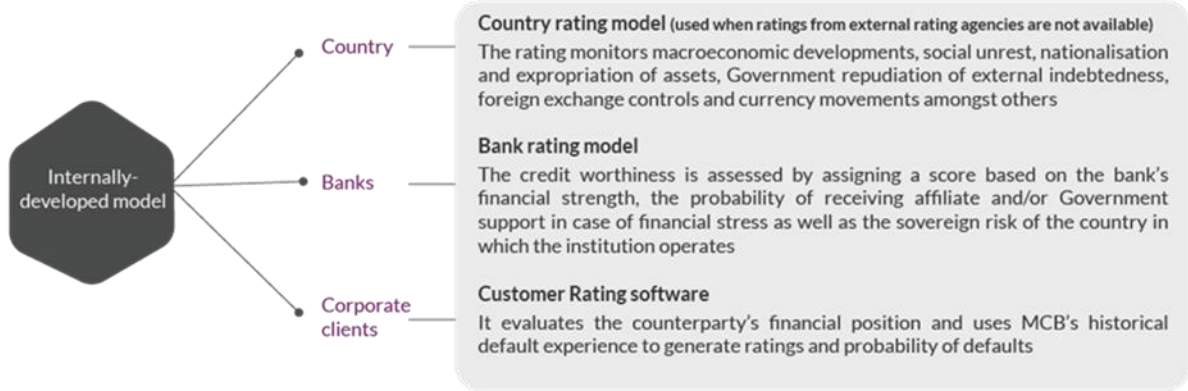 Internally-
developed model
Country
Country rating model (used when ratings from external rating agencies are not available)
The rating monitors macroeconomic developments, social unrest, nationalisation
and expropriation of assets, Government repudiation of external indebtedness,
foreign exchange controls and currency movements amongst others
Banks
Bank rating model
The credit worthiness is assessed by assigning a score based on the bank's
financial strength, the probability of receiving affiliate and/or Government
support in case of financial stress as well as the sovereign risk of the country in
which the institution operates
Corporate
clients
Customer Rating software
It evaluates the counterparty's financial position and uses MCB's historical
default experience to generate ratings and probability of defaults